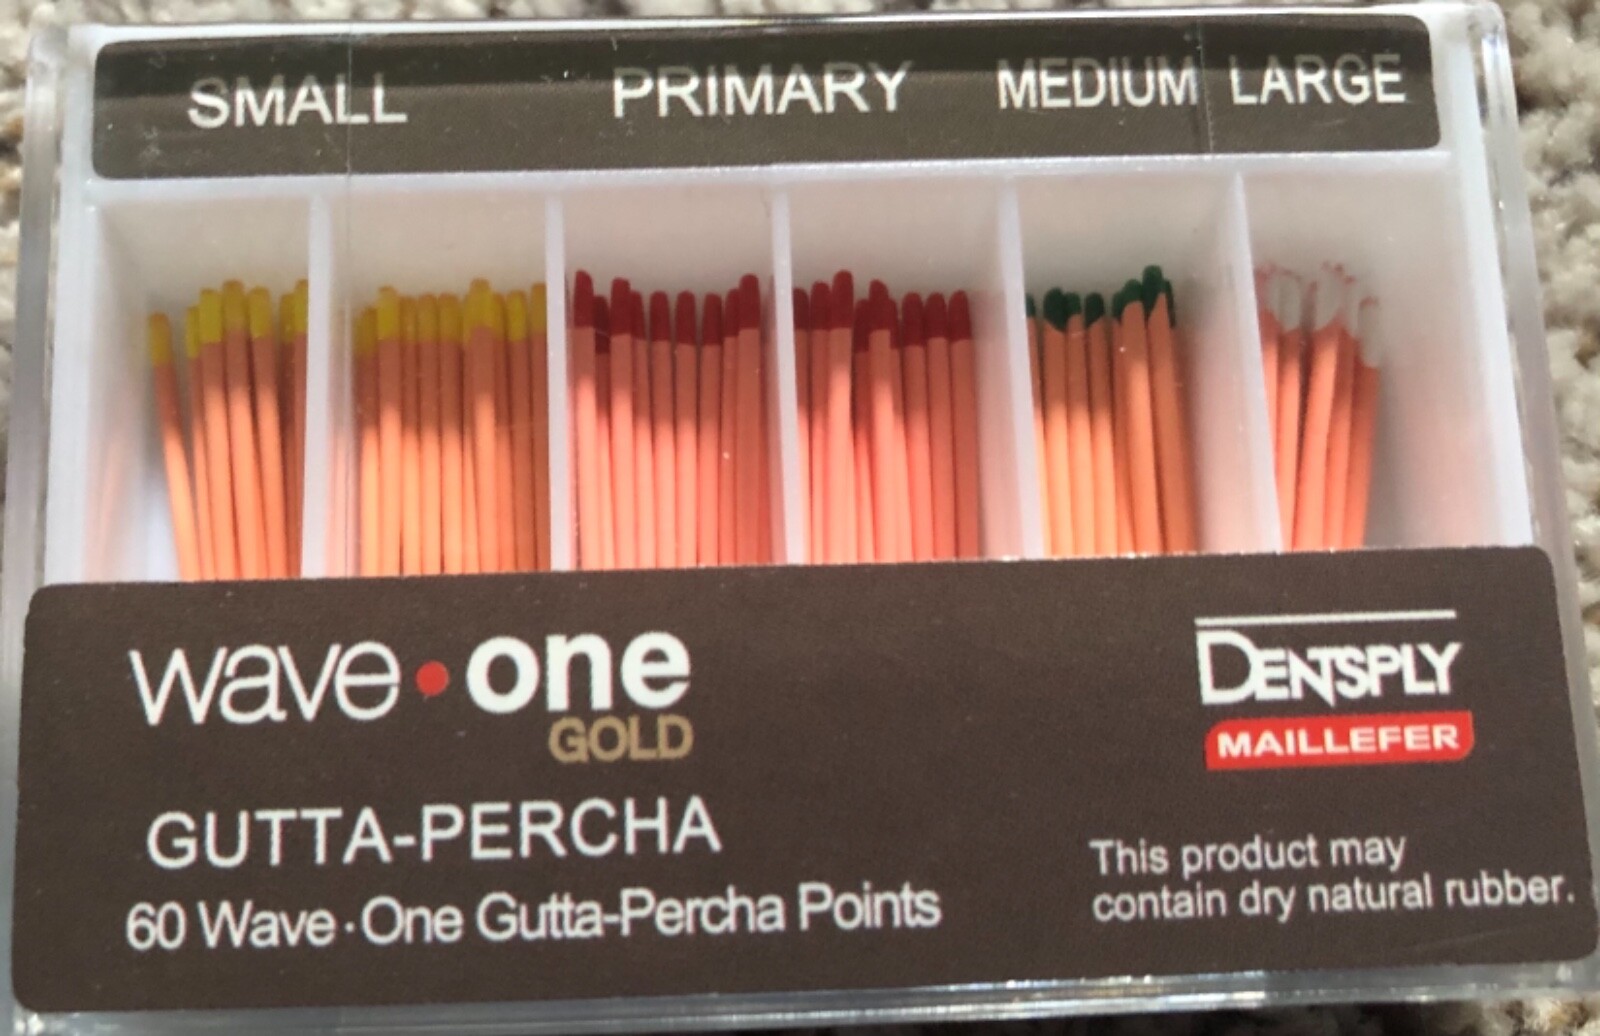 SMALL PRIMARY MEDIUM LARGE
wave•one
GOLD
DENTSPLY
MAILLEFER
GUTTA-PERCHA
60 Wave·One Gutta-Percha Points
This product may
contain dry natural rubber.